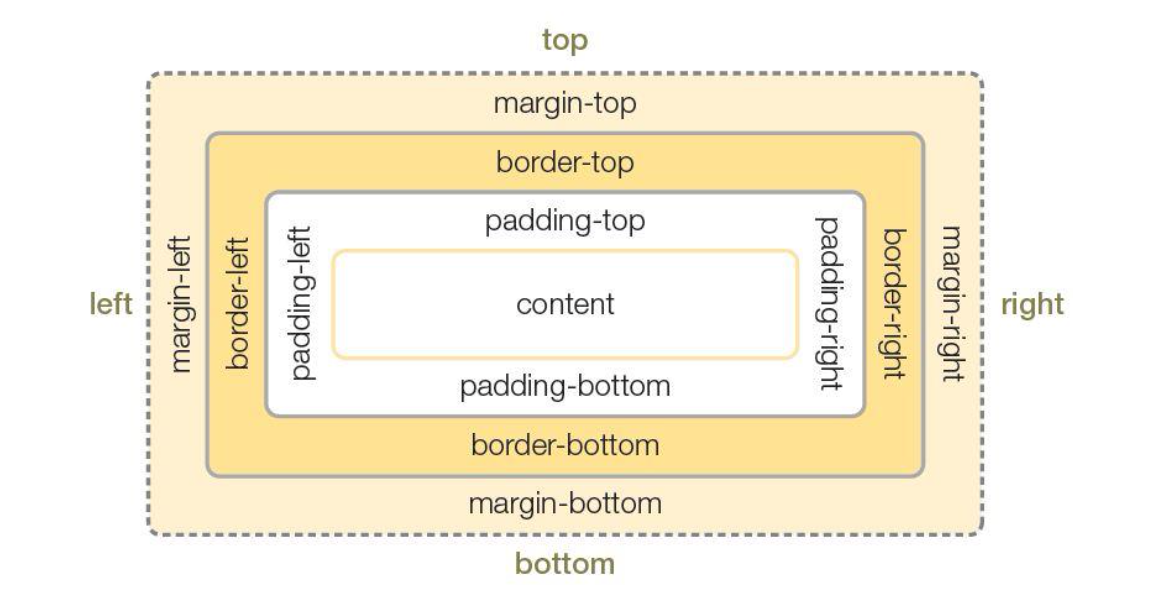 top
margin-top
border-top
padding-top
left
margin-left
border-left
padding-left
content
padding-right
border-right
margin-right
right
padding-bottom
border-bottom
margin-bottom
bottom